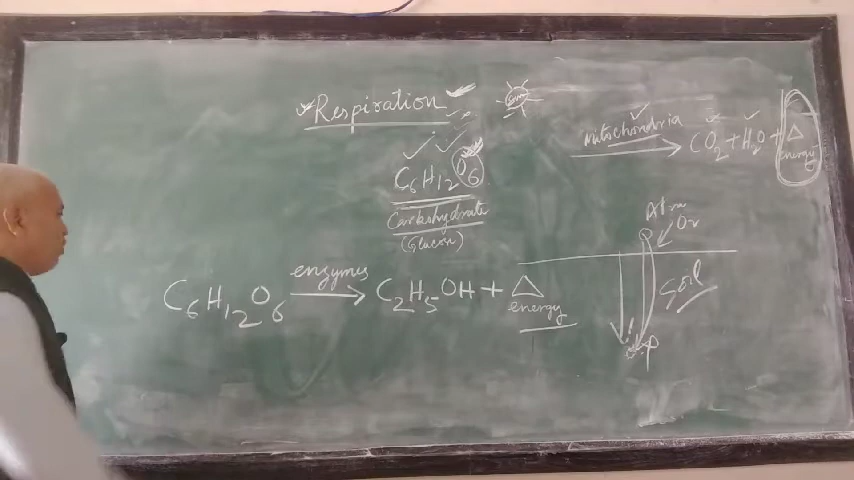 Respiration
mitochondria
C6H12O6 → CO2 + H2O + △
energy
Carbohydrate
(Glucose)
Atm
O2
C6H12O6 enzymes → C2H5OH + △
energy
Soil